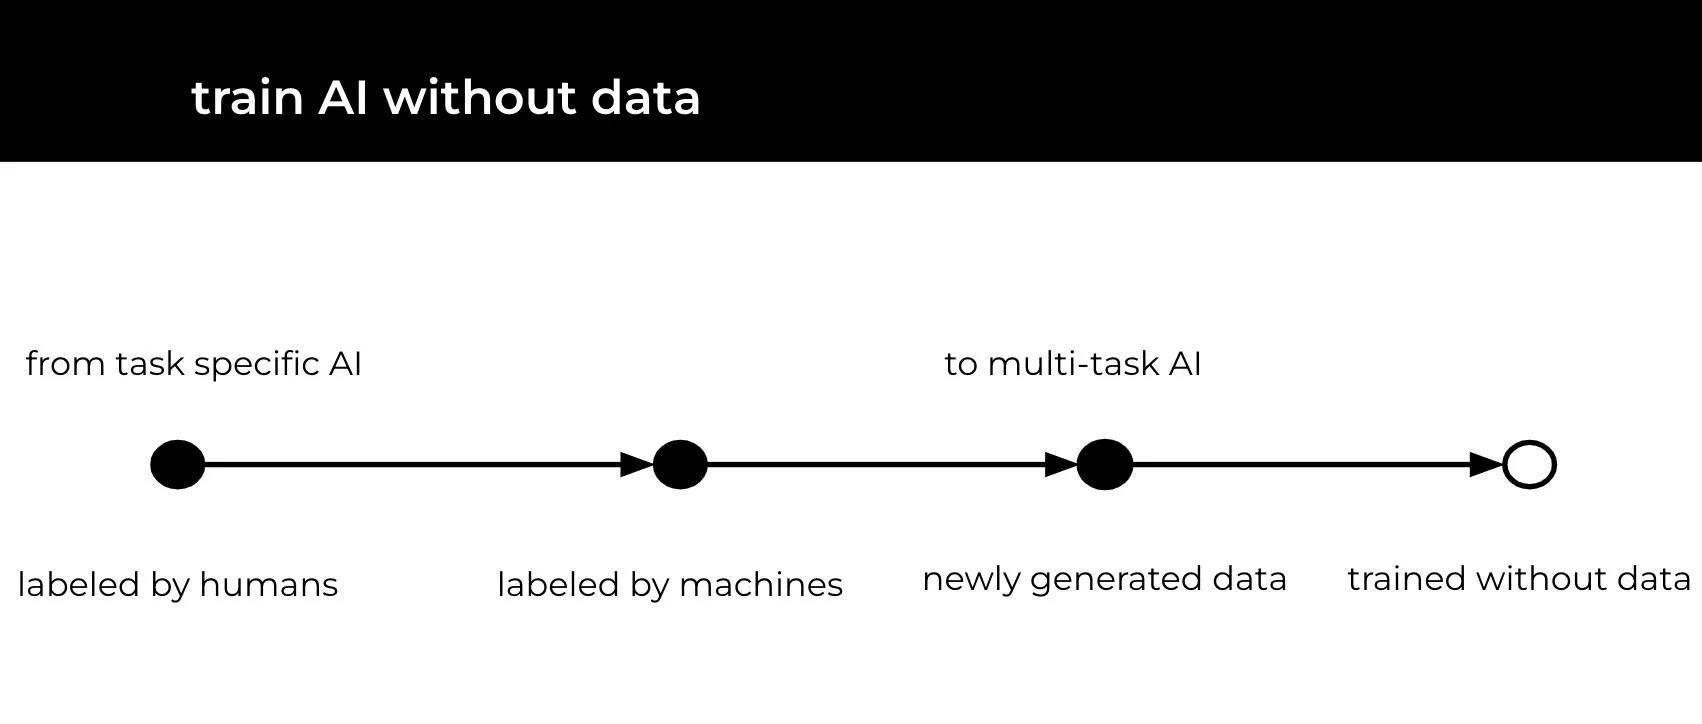 train AI without data
from task specific AI
to multi-task AI
labeled by humans
labeled by machines
newly generated data
trained without data